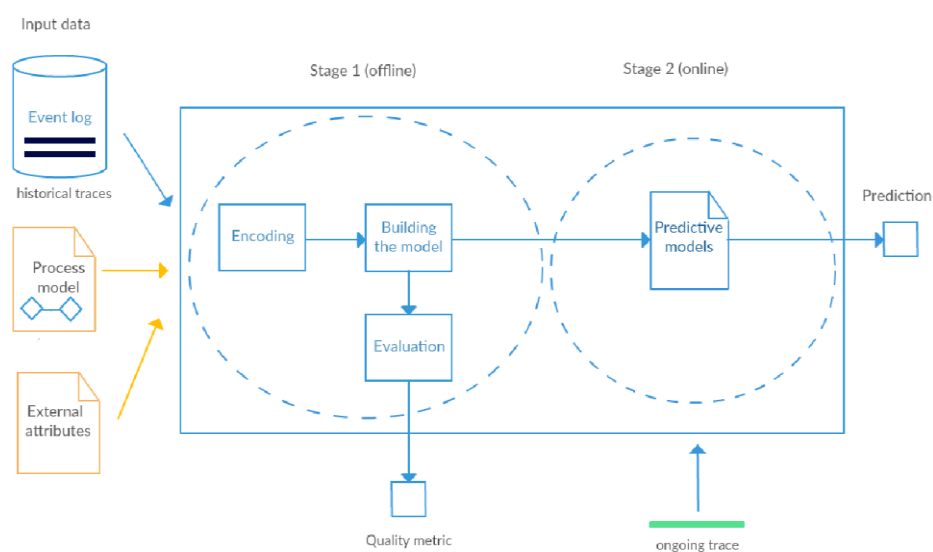 Input data
Stage 1 (offline)
Stage 2 (online)
Event log
historical traces
Prediction
Encoding
Building
the model
Predictive
models
Process
model
Evaluation
External
attributes
Quality metric
ongoing trace